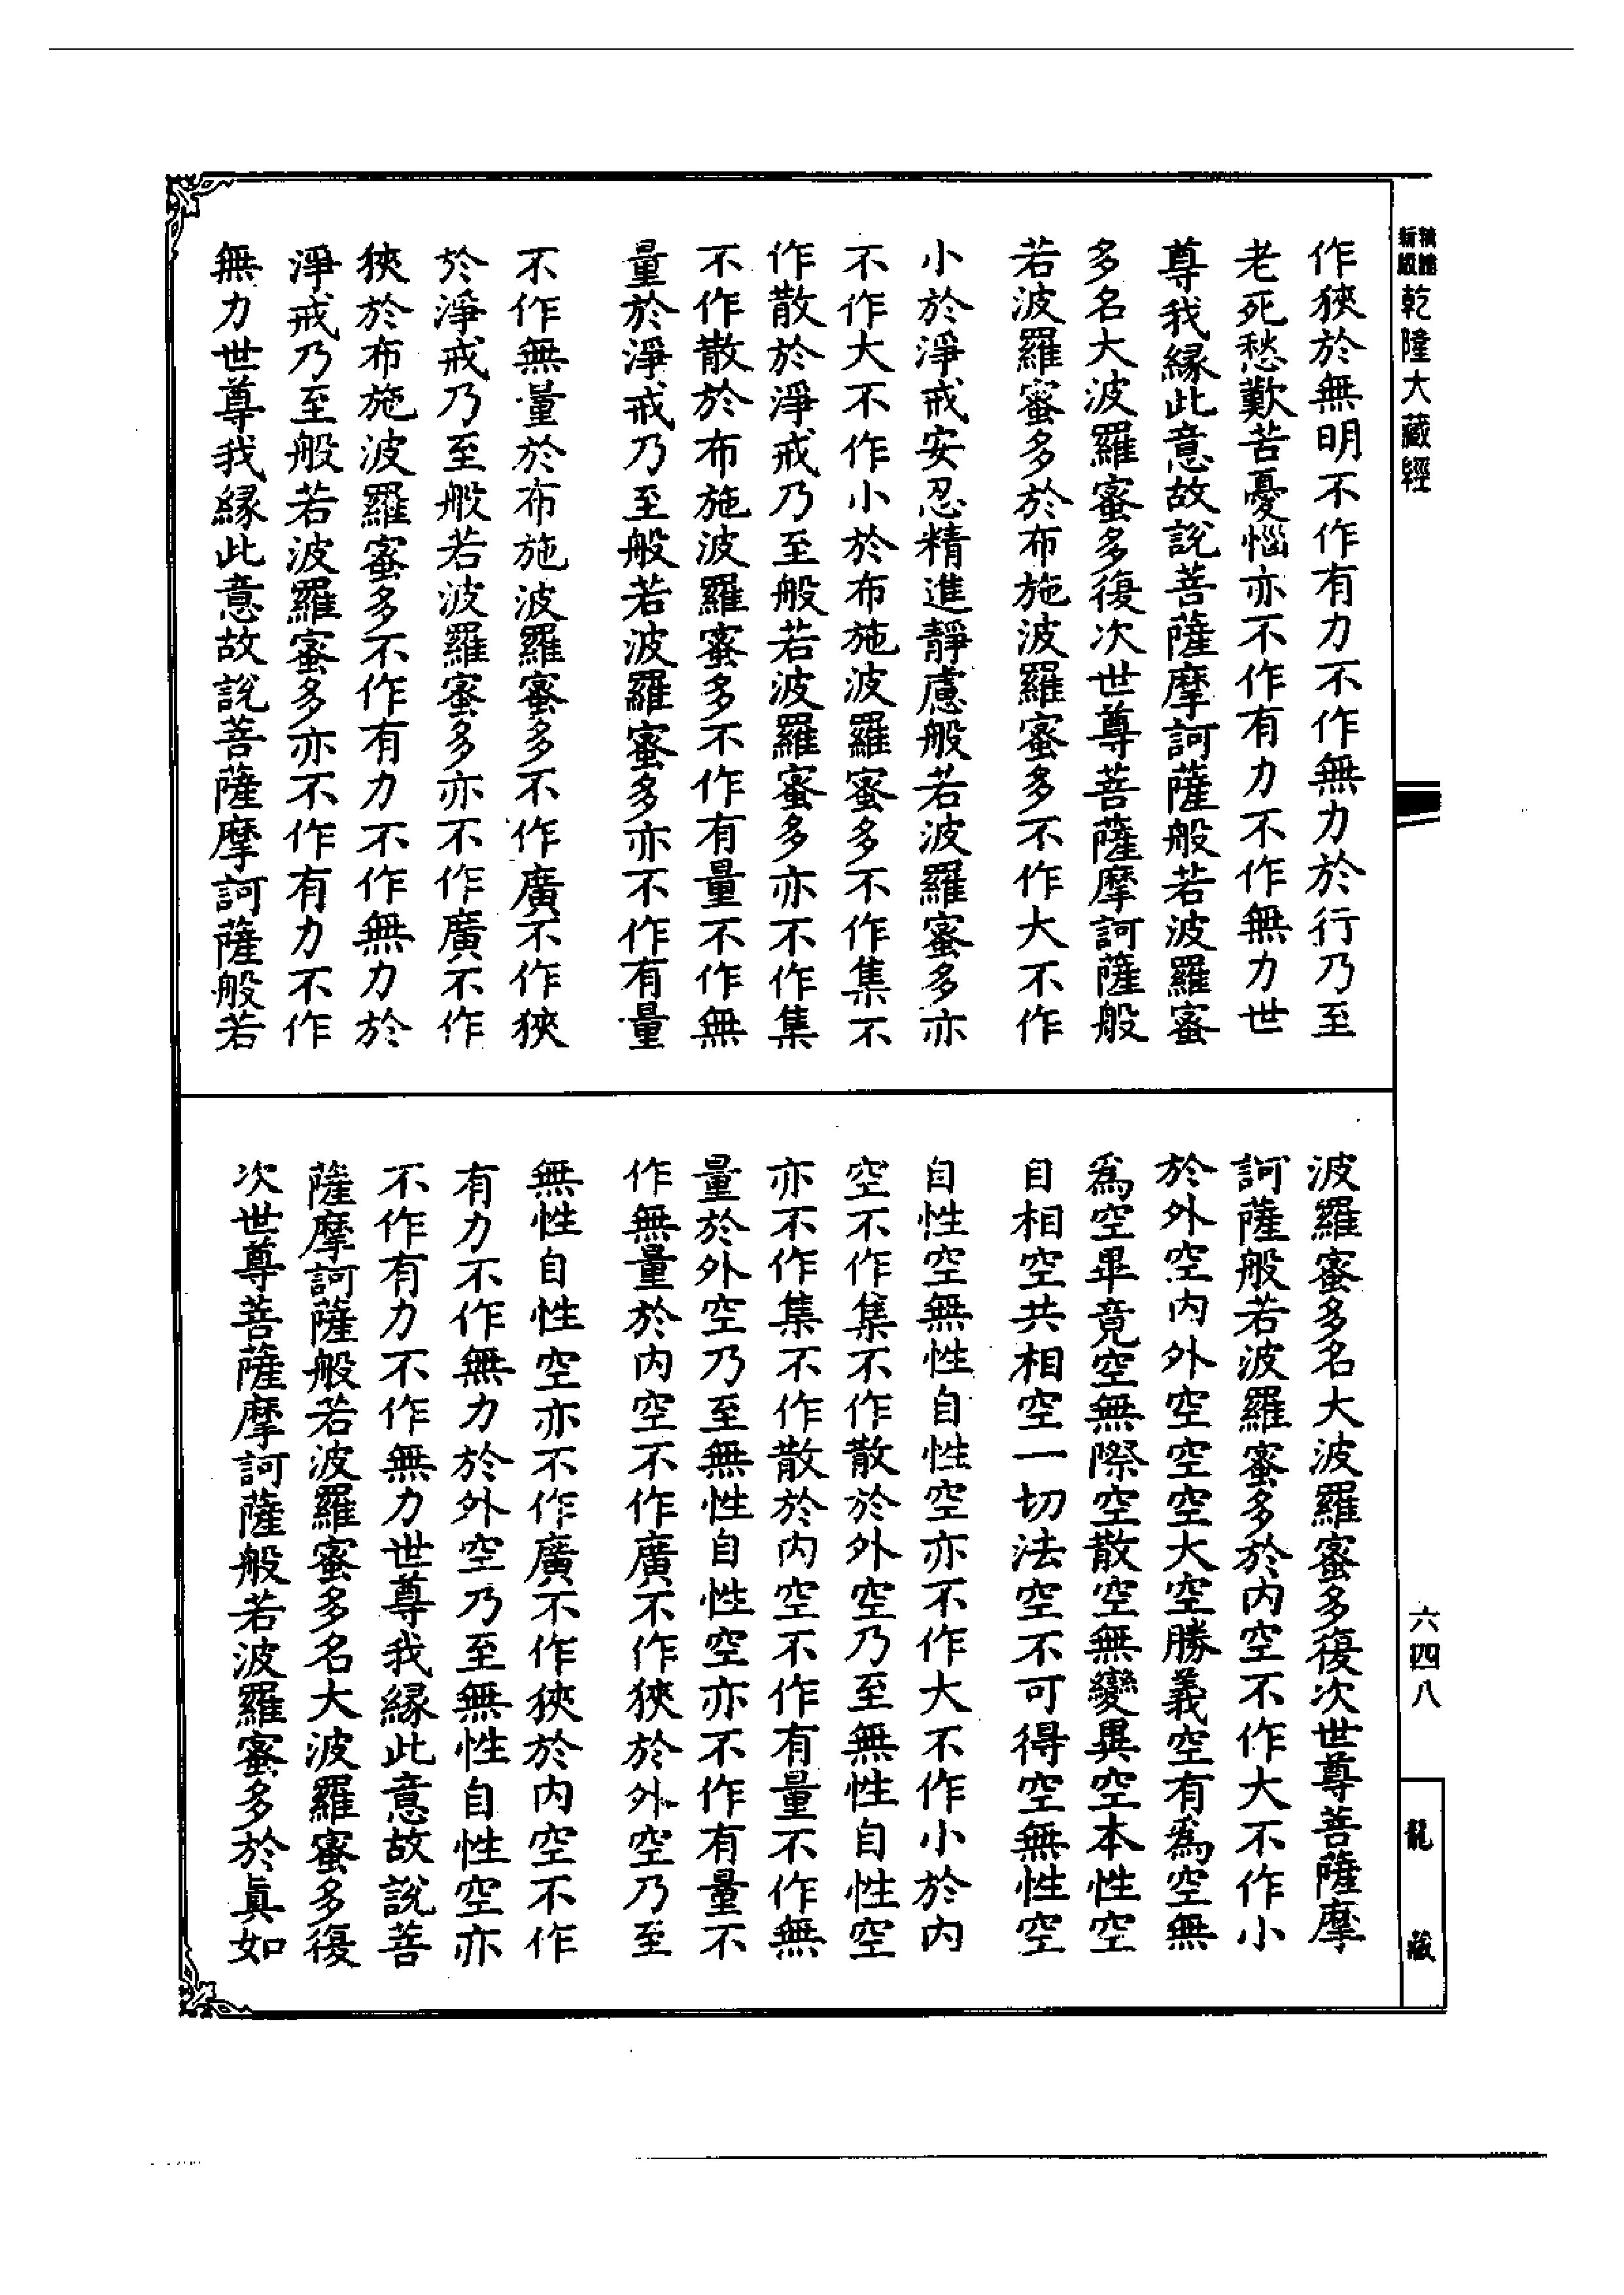 乾隆大藏經
作狹於無明不作有力不作無力於行乃至
老死愁歎苦憂惱亦不作有力不作無力世
尊我緣此意故說菩薩摩訶薩般若波羅蜜
多名大波羅蜜多復次世尊菩薩摩訶薩般
若波羅蜜多於布施波羅蜜多不作大不作
小於淨戒安忍精進靜慮般若波羅蜜多亦
不作大不作小於布施波羅蜜多不作集不
作散於淨戒乃至般若波羅蜜多亦不作集
不作散於布施波羅蜜多不作有量不作無
量於淨戒乃至般若波羅蜜多亦不作有量
不作無量於布施波羅蜜多不作廣不作狹
於淨戒乃至般若波羅蜜多亦不作廣不作
狹於布施波羅蜜多不作有力不作無力於
淨戒乃至般若波羅蜜多亦不作有力不作
無力世尊我緣此意故說菩薩摩訶薩般若
波羅蜜多名大波羅蜜多復次世尊菩薩摩
訶薩般若波羅蜜多於內空不作大不作小
於外空內外空空空大空勝義空有為空無
為空畢竟空無際空散空無變異空本性空
自相空共相空一切法空不可得空無性空
自性空無性自性空亦不作大不作小於內
空不作集不作散於外空乃至無性自性空
亦不作集不作散於內空不作有量不作無
量於外空乃至無性自性空亦不作有量不
作無量於內空不作廣不作狹於外空乃至
無性自性空亦不作廣不作狹於內空不作
有力不作無力於外空乃至無性自性空亦
不作有力不作無力世尊我緣此意故說菩
薩摩訶薩般若波羅蜜多名大波羅蜜多復
次世尊菩薩摩訶薩般若波羅蜜多於真如
六四八
龍藏